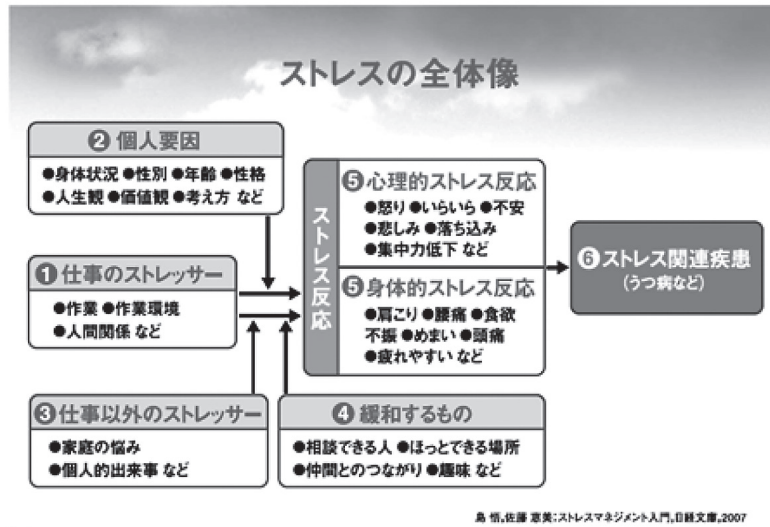 ストレスの全体像
❷個人要因
●身体状況 ●性別 ●年齢 ●性格
●人生観 ●価値観 ●考え方 など
❶仕事のストレッサー
●作業 ●作業環境
●人間関係 など
❸仕事以外のストレッサー
●家庭の悩み
●個人的出来事 など
❹緩和するもの
●相談できる人 ●ほっとできる場所
●仲間とのつながり ●趣味 など
ストレス反応
❺心理的ストレス反応
●怒り ●いらいら ●不安
●悲しみ ●落ち込み
●集中力低下 など
❺身体的ストレス反応
●肩こり ●腰痛 ●食欲
不振 ●めまい ●頭痛
●疲れやすい など
❻ストレス関連疾患
（うつ病など）
島 悟,佐藤 恵美:ストレスマネジメント入門,日経文庫,2007